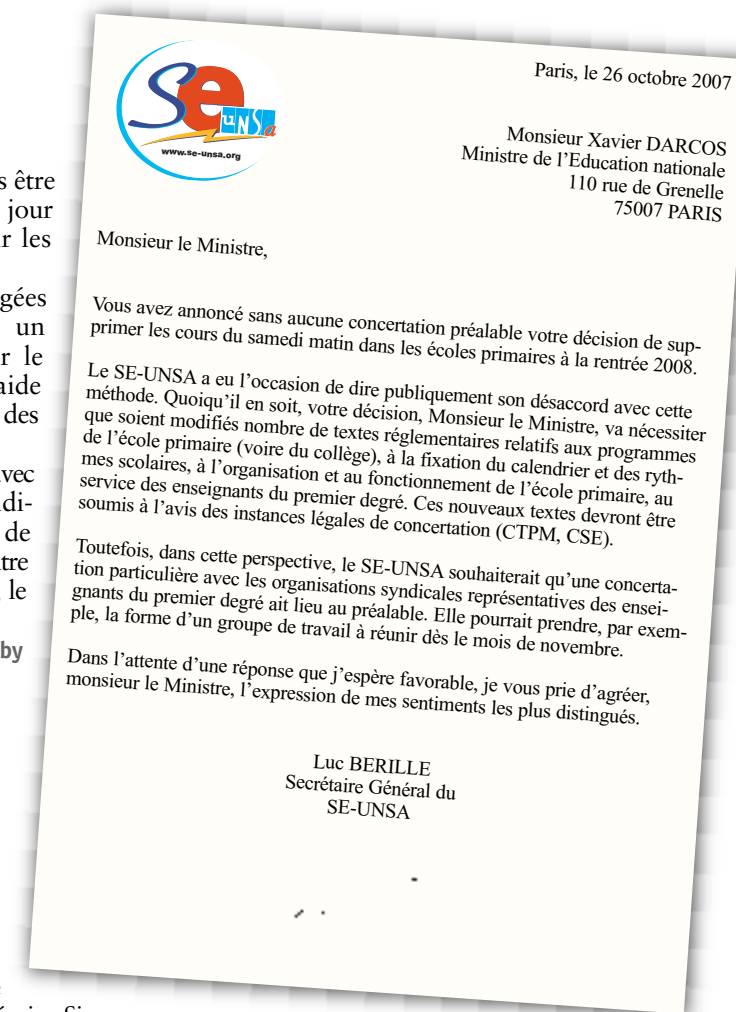 s être
jour
r les
gées
un
r le
aide
des
vec
di-
de
tre
le
by
SE UNSa
www.se-unsa.org
Paris, le 26 octobre 2007
Monsieur Xavier DARCOS
Ministre de l’Education nationale
110 rue de Grenelle
75007 PARIS
Monsieur le Ministre,
Vous avez annoncé sans aucune concertation préalable votre décision de sup-
primer les cours du samedi matin dans les écoles primaires à la rentrée 2008.
Le SE-UNSA a eu l’occasion de dire publiquement son désaccord avec cette
méthode. Quoiqu’il en soit, votre décision, Monsieur le Ministre, va nécessiter
que soient modifiés nombre de textes réglementaires relatifs aux programmes
de l’école primaire (voire du collège), à la fixation du calendrier et des ryth-
mes scolaires, à l’organisation et au fonctionnement de l’école primaire, au
service des enseignants du premier degré. Ces nouveaux textes devront être
soumis à l’avis des instances légales de concertation (CTPM, CSE).
Toutefois, dans cette perspective, le SE-UNSA souhaiterait qu’une concerta-
tion particulière avec les organisations syndicales représentatives des ensei-
gnants du premier degré ait lieu au préalable. Elle pourrait prendre, par exem-
ple, la forme d’un groupe de travail à réunir dès le mois de novembre.
Dans l’attente d’une réponse que j’espère favorable, je vous prie d’agréer,
monsieur le Ministre, l’expression de mes sentiments les plus distingués.
Luc BERILLE
Secrétaire Général du
SE-UNSA